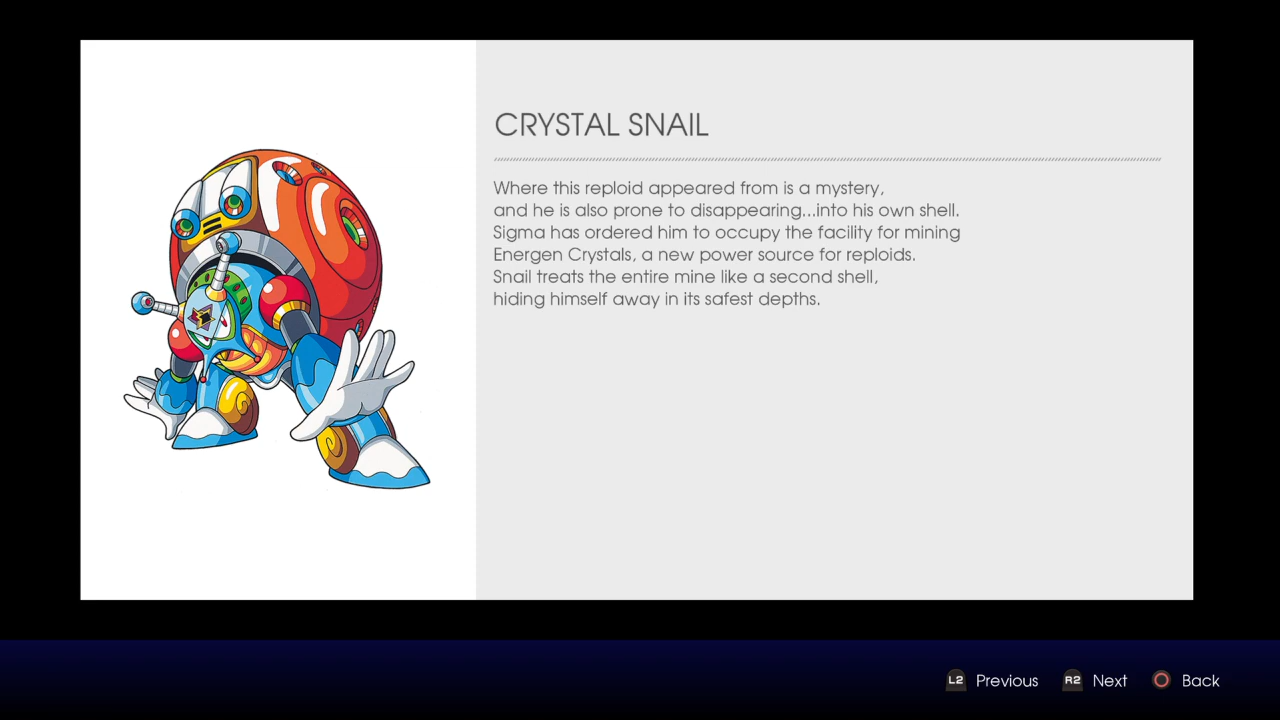 CRYSTAL SNAIL
Where this reploid appeared from is a mystery,
and he is also prone to disappearing...into his own shell.
Sigma has ordered him to occupy the facility for mining
Energen Crystals, a new power source for reploids.
Snail treats the entire mine like a second shell,
hiding himself away in its safest depths.
L2 Previous R2 Next Back